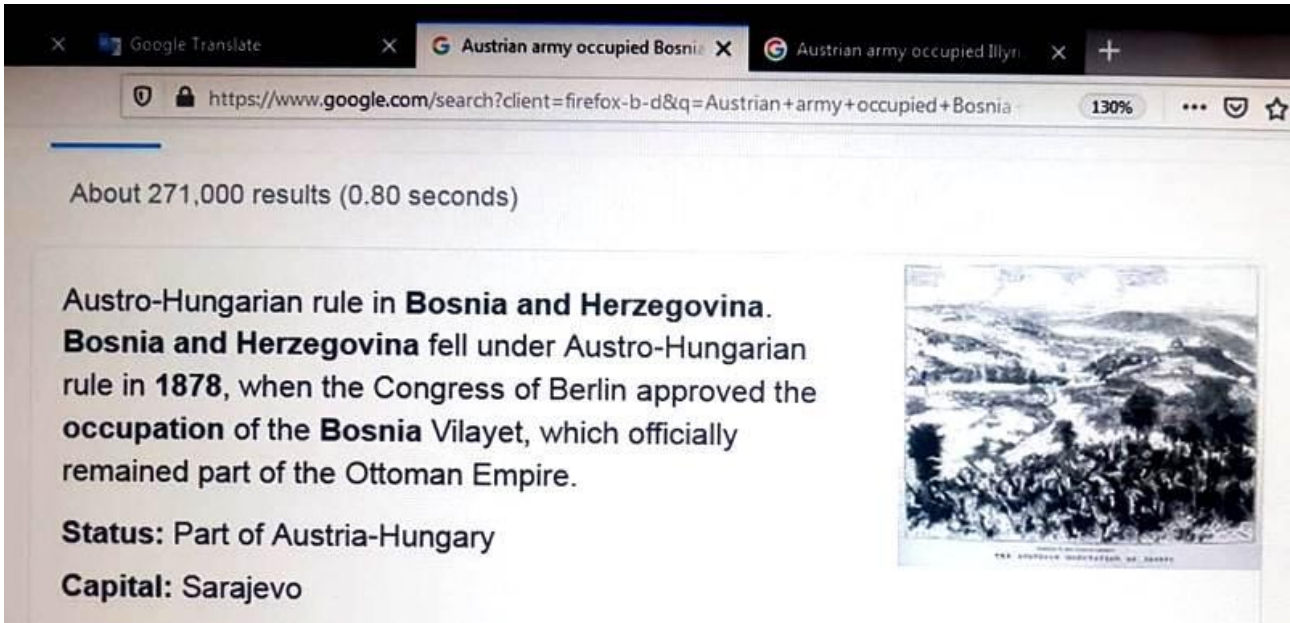 Google Translate
Austrian army occupied Bosnia
Austrian army occupied Illyri
https://www.google.com/search?client=firefox-b-d&q=Austrian+army+occupied+Bosnia
130%
About 271,000 results (0.80 seconds)
Austro-Hungarian rule in Bosnia and Herzegovina.
Bosnia and Herzegovina fell under Austro-Hungarian
rule in 1878, when the Congress of Berlin approved the
occupation of the Bosnia Vilayet, which officially
remained part of the Ottoman Empire.
Status: Part of Austria-Hungary
Capital: Sarajevo